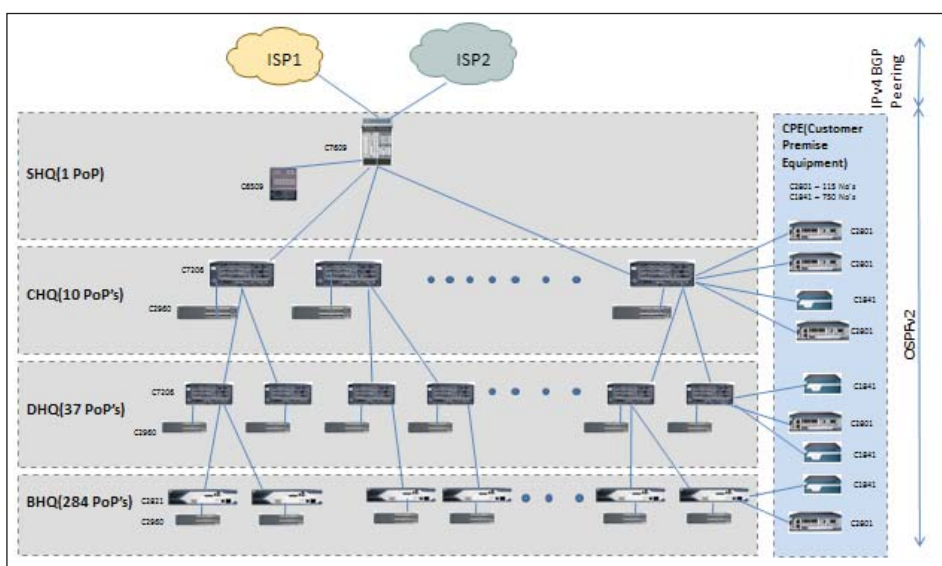 ISP1
ISP2
IPv4 BGP
Peering
SHQ(1 PoP)
C7609
C6509
CPE(Customer
Premise
Equipment)
C2801 – 115 No's
C1841 – 750 No's
C2801
C2801
C1841
C2801
CHQ(10 PoP's)
C7206
C2960
OSPFv2
DHQ(37 PoP's)
C7206
C2960
C1841
C2801
C1841
BHQ(284 PoP's)
C2821
C2960
C1841
C2801